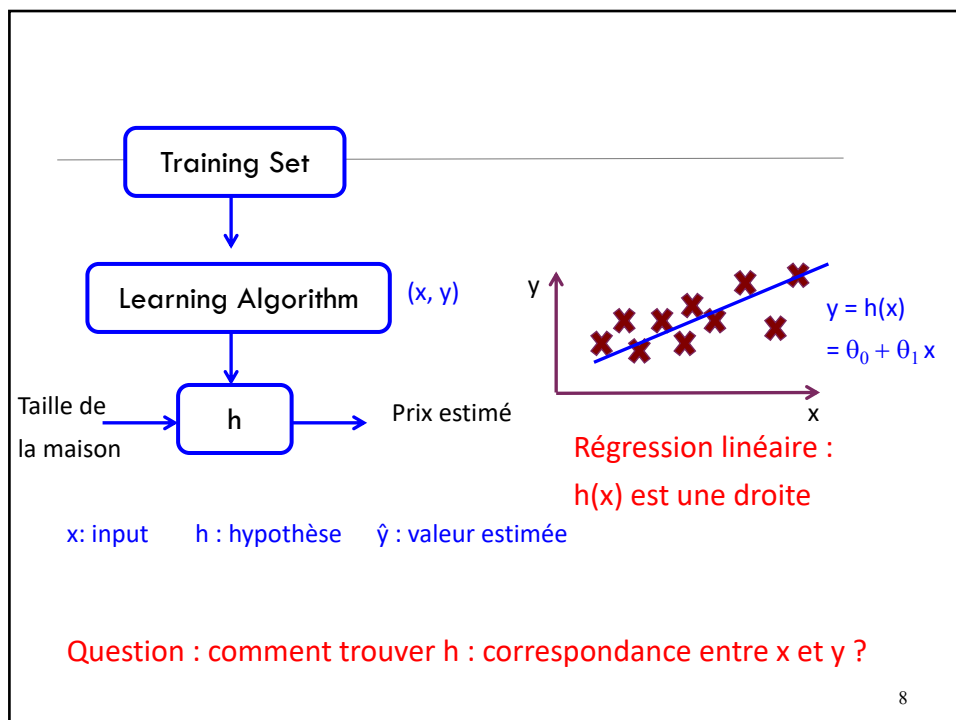 Training Set
Learning Algorithm
(x, y)
Taille de
la maison
h
Prix estimé
y
x
y = h(x)
= θ₀ + θ₁ x
Régression linéaire :
h(x) est une droite
x: input h : hypothèse ŷ : valeur estimée
Question : comment trouver h : correspondance entre x et y ?
8